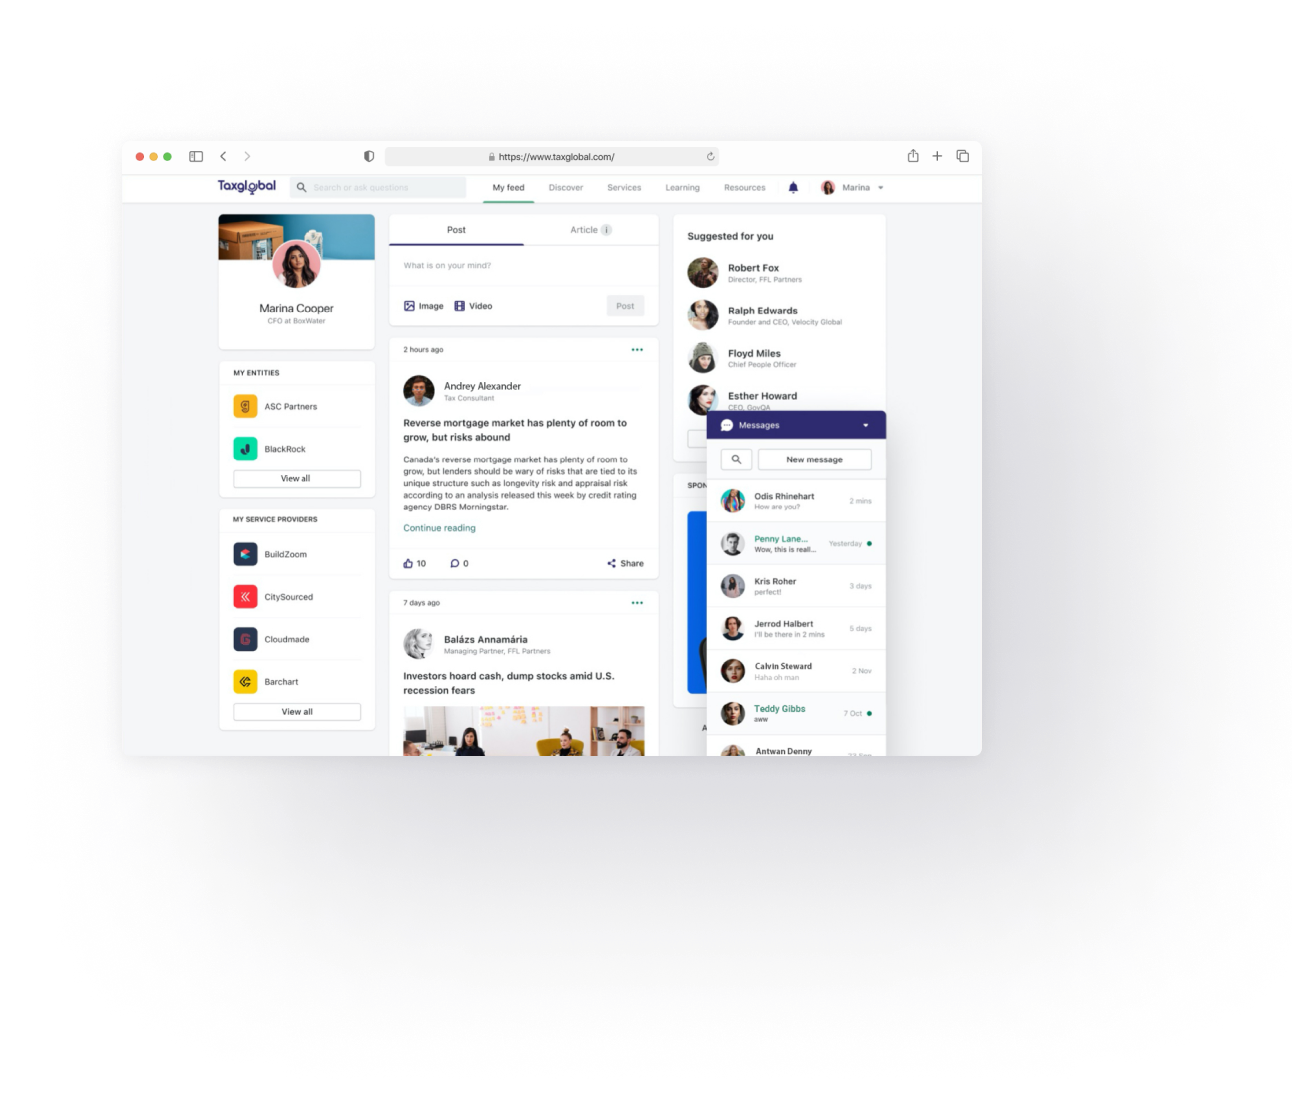 https://www.taxglobal.com/
Taxglobal
Search or ask questions
My feed
Discover
Services
Learning
Resources
Marina
Marina Cooper
CFO at BoxWater
MY ENTITIES
ASC Partners
BlackRock
View all
MY SERVICE PROVIDERS
BuildZoom
CitySourced
Cloudmade
Barchart
View all
Post
Article i
What is on your mind?
Image
Video
Post
2 hours ago
Andrey Alexander
Tax Consultant
Reverse mortgage market has plenty of room to
grow, but risks abound
Canada's reverse mortgage market has plenty of room to
grow, but lenders should be wary of risks that are tied to its
unique structure such as longevity risk and appraisal risk
according to an analysis released this week by credit rating
agency DBRS Morningstar.
Continue reading
10
0
Share
7 days ago
Balázs Annamária
Managing Partner, FFL Partners
Investors hoard cash, dump stocks amid U.S.
recession fears
Suggested for you
Robert Fox
Director, FFL Partners
Ralph Edwards
Founder and CEO, Velocity Global
Floyd Miles
Chief People Officer
Esther Howard
CEO, GovQA
SPON
A
Messages
New message
Odis Rhinehart
2 mins
How are you?
Penny Lane...
Yesterday
Wow, this is reall...
Kris Roher
3 days
perfect!
Jerrod Halbert
5 days
I'll be there in 2 mins
Calvin Steward
2 Nov
Haha oh man
Teddy Gibbs
7 Oct
aww
Antwan Denny